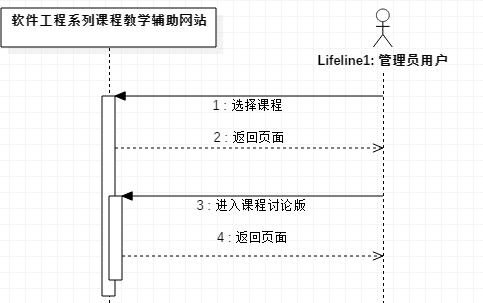 软件工程系列课程教学辅助网站
Lifeline1: 管理员用户
1 : 选择课程
2 : 返回页面
3 : 进入课程讨论版
4 : 返回页面